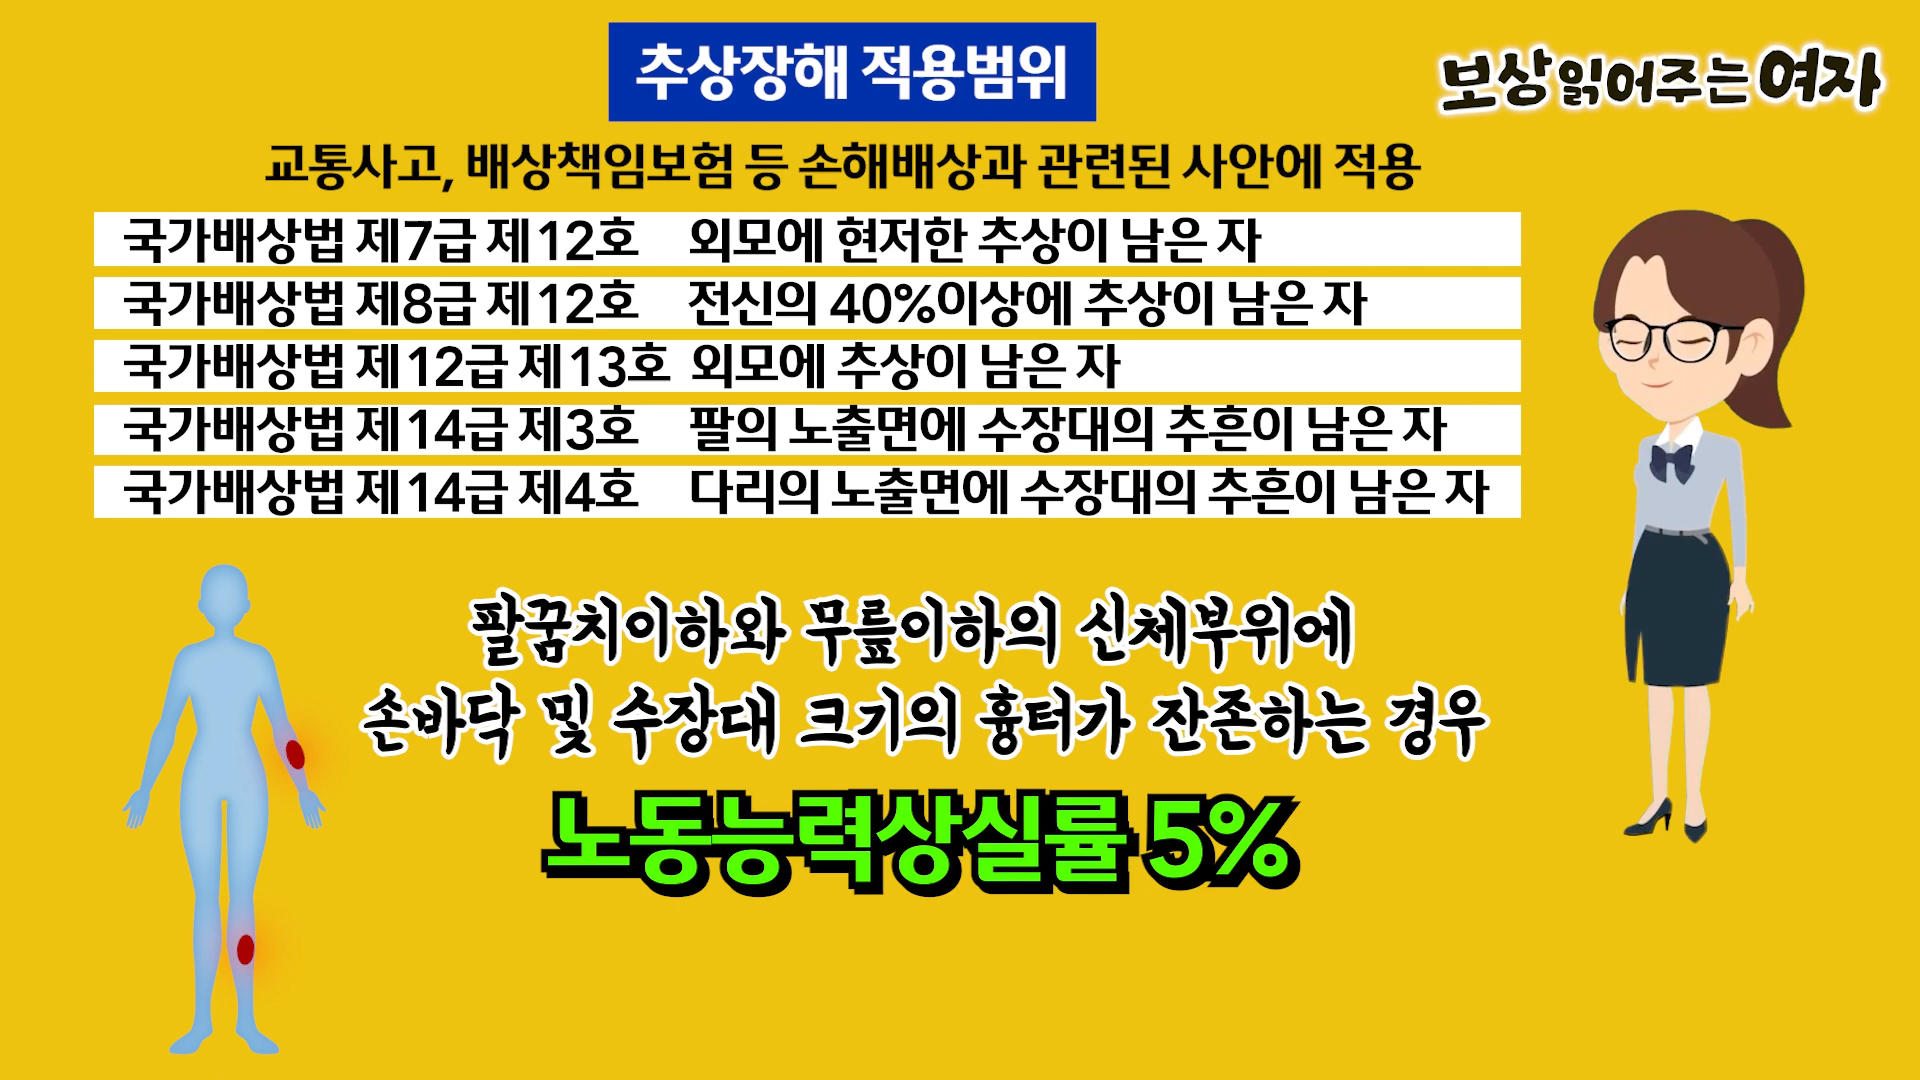 추상장해 적용범위
보상 읽어주는 여자
교통사고, 배상책임보험 등 손해배상과 관련된 사안에 적용
국가배상법 제7급 제12호 외모에 현저한 추상이 남은 자
국가배상법 제8급 제12호 전신의 40%이상에 추상이 남은 자
국가배상법 제12급 제13호 외모에 추상이 남은 자
국가배상법 제14급 제3호 팔의 노출면에 수장대의 추흔이 남은 자
국가배상법 제14급 제4호 다리의 노출면에 수장대의 추흔이 남은 자
팔꿈치이하와 무릎이하의 신체부위에
손바닥 및 수장대 크기의 흉터가 잔존하는 경우
노동능력상실률 5%